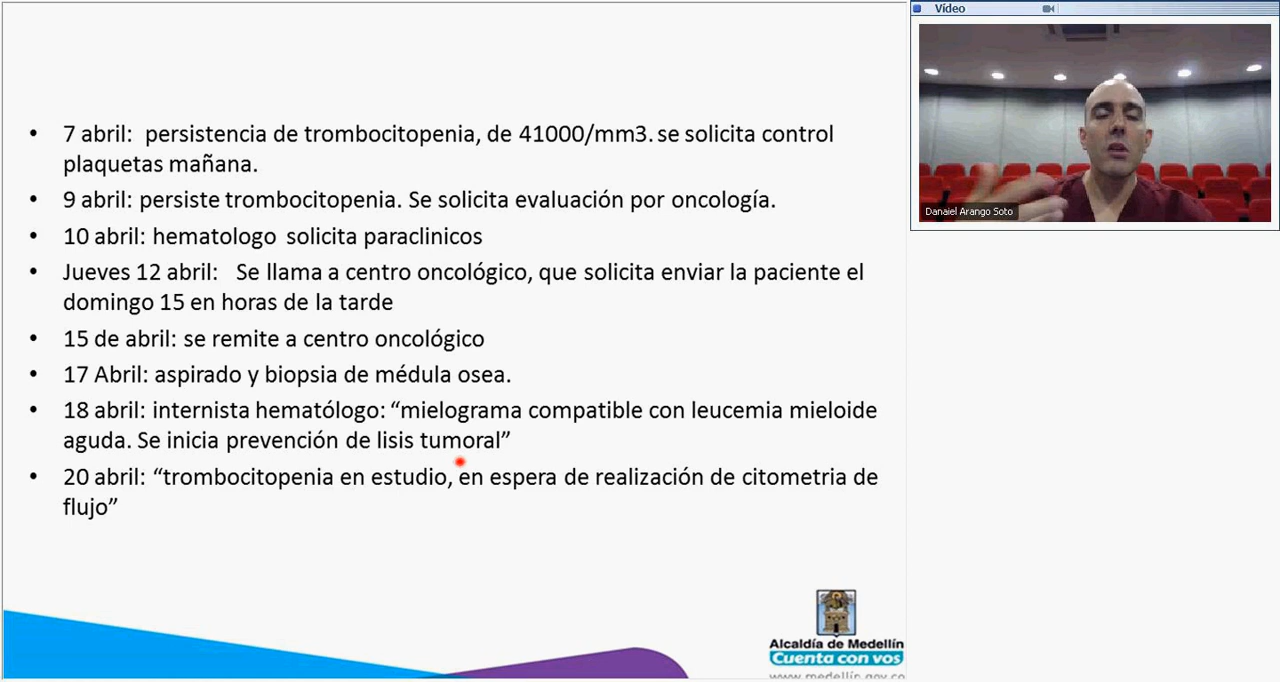 Vídeo
• 7 abril:  persistencia de trombocitopenia, de 41000/mm3. se solicita control
plaquetas mañana.
• 9 abril: persiste trombocitopenia. Se solicita evaluación por oncología.
• 10 abril: hematologo  solicita paraclinicos
• Jueves 12 abril:   Se llama a centro oncológico, que solicita enviar la paciente el
domingo 15 en horas de la tarde
• 15 de abril: se remite a centro oncológico
• 17 Abril: aspirado y biopsia de médula osea.
• 18 abril: internista hematólogo: “mielograma compatible con leucemia mieloide
aguda. Se inicia prevención de lisis tumoral”
• 20 abril: “trombocitopenia en estudio, en espera de realización de citometria de
flujo”
Danaiel Arango Soto
Alcaldía de Medellín
Cuenta con vos
www.medellin.gov.co